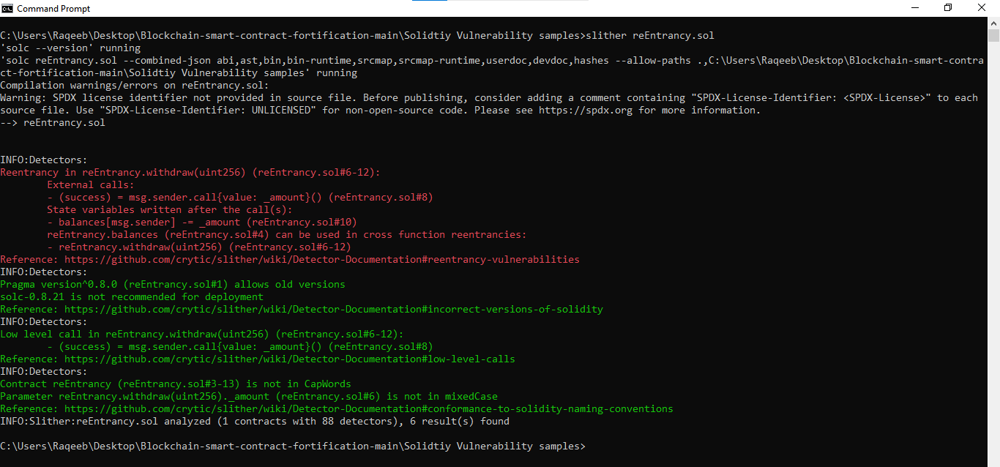 Command Prompt
C:\Users\Raqeeb\Desktop\Blockchain-smart-contract-fortification-main\Solidtiy Vulnerability samples>slither reEntrancy.sol
'solc --version' running
'solc reEntrancy.sol --combined-json abi,ast,bin,bin-runtime,srcmap,srcmap-runtime,userdoc,devdoc,hashes --allow-paths .,C:\Users\Raqeeb\Desktop\Blockchain-smart-contra
ct-fortification-main\Solidtiy Vulnerability samples' running
Compilation warnings/errors on reEntrancy.sol:
Warning: SPDX license identifier not provided in source file. Before publishing, consider adding a comment containing "SPDX-License-Identifier: <SPDX-License>" to each
source file. Use "SPDX-License-Identifier: UNLICENSED" for non-open-source code. Please see https://spdx.org for more information.
--> reEntrancy.sol
INFO:Detectors:
Reentrancy in reEntrancy.withdraw(uint256) (reEntrancy.sol#6-12):
External calls:
- (success) = msg.sender.call{value: _amount}() (reEntrancy.sol#8)
State variables written after the call(s):
- balances[msg.sender] -= _amount (reEntrancy.sol#10)
reEntrancy.balances (reEntrancy.sol#4) can be used in cross function reentrancies:
- reEntrancy.withdraw(uint256) (reEntrancy.sol#6-12)
Reference: https://github.com/crytic/slither/wiki/Detector-Documentation#reentrancy-vulnerabilities
INFO:Detectors:
Pragma version^0.8.0 (reEntrancy.sol#1) allows old versions
solc-0.8.21 is not recommended for deployment
Reference: https://github.com/crytic/slither/wiki/Detector-Documentation#incorrect-versions-of-solidity
INFO:Detectors:
Low level call in reEntrancy.withdraw(uint256) (reEntrancy.sol#6-12):
- (success) = msg.sender.call{value: _amount}() (reEntrancy.sol#8)
Reference: https://github.com/crytic/slither/wiki/Detector-Documentation#low-level-calls
INFO:Detectors:
Contract reEntrancy (reEntrancy.sol#3-13) is not in CapWords
Parameter reEntrancy.withdraw(uint256)._amount (reEntrancy.sol#6) is not in mixedCase
Reference: https://github.com/crytic/slither/wiki/Detector-Documentation#conformance-to-solidity-naming-conventions
INFO:Slither:reEntrancy.sol analyzed (1 contracts with 88 detectors), 6 result(s) found
C:\Users\Raqeeb\Desktop\Blockchain-smart-contract-fortification-main\Solidtiy Vulnerability samples>